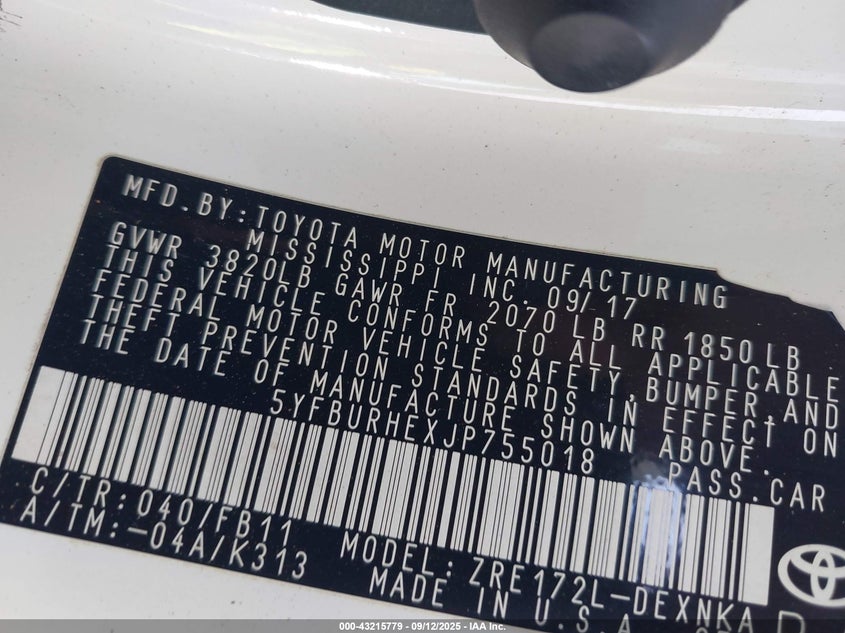 MFD.BY:TOYOTA MOTOR MANUFACTURING
MISSISSIPPI INC. 09/17
GVWR 3820LB GAWR FR 2070 LB RR 1850LB
THIS VEHICLE CONFORMS TO ALL APPLICABLE
FEDERAL MOTOR VEHICLE SAFETY,BUMPER,AND
THEFT PREVENTION STANDARDS IN EFFECT ON
THE DATE OF MANUFACTURE SHOWN ABOVE.
5YFBURHEXJP755018 PASS.CAR
C/TR:040/FB11 MODEL:ZRE172L-DEXNKA
A/TM:-04A/K313 MADE IN U.S.A
000-43215779 - 09/12/2025 - IAA Inc.